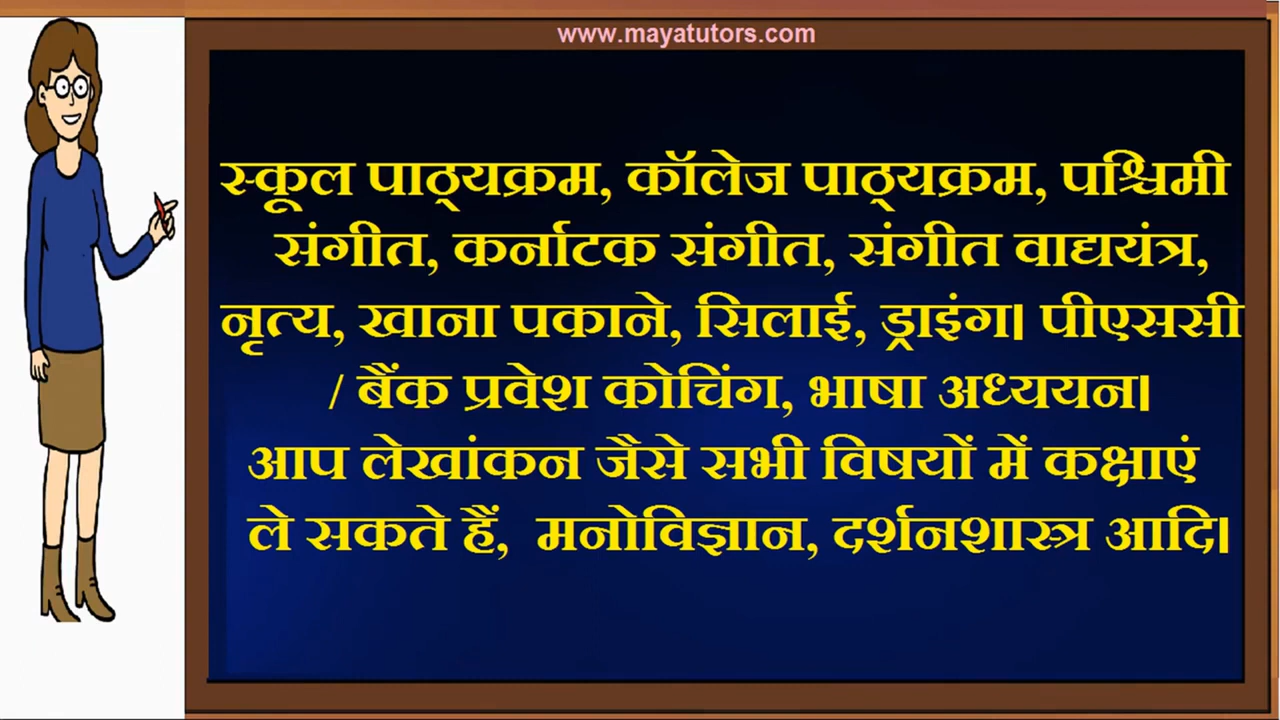 www.mayatutors.com
स्कूल पाठ्यक्रम, कॉलेज पाठ्यक्रम, पश्चिमी
संगीत, कर्नाटक संगीत, संगीत वाद्ययंत्र,
नृत्य, खाना पकाने, सिलाई, ड्राइंग। पीएससी
/ बैंक प्रवेश कोचिंग, भाषा अध्ययन।
आप लेखांकन जैसे सभी विषयों में कक्षाएं
ले सकते हैं, मनोविज्ञान, दर्शनशास्त्र आदि।